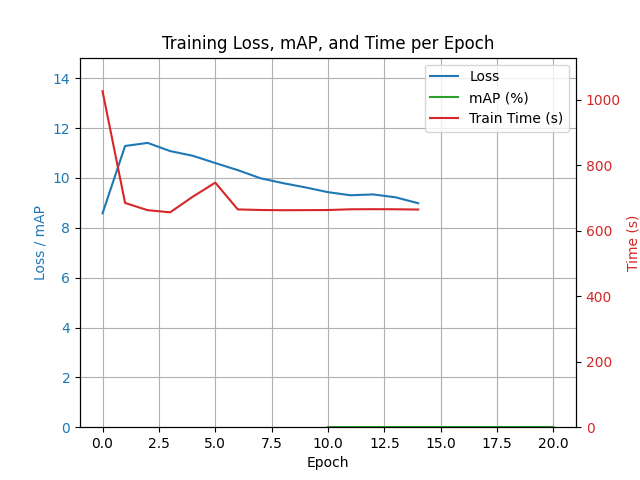 Training Loss, mAP, and Time per Epoch
Loss
mAP (%)
Train Time (s)
Loss / mAP
14
12
10
8
6
4
2
0
1000
800
600
400
200
0
Time (s)
0.0 2.5 5.0 7.5 10.0 12.5 15.0 17.5 20.0
Epoch